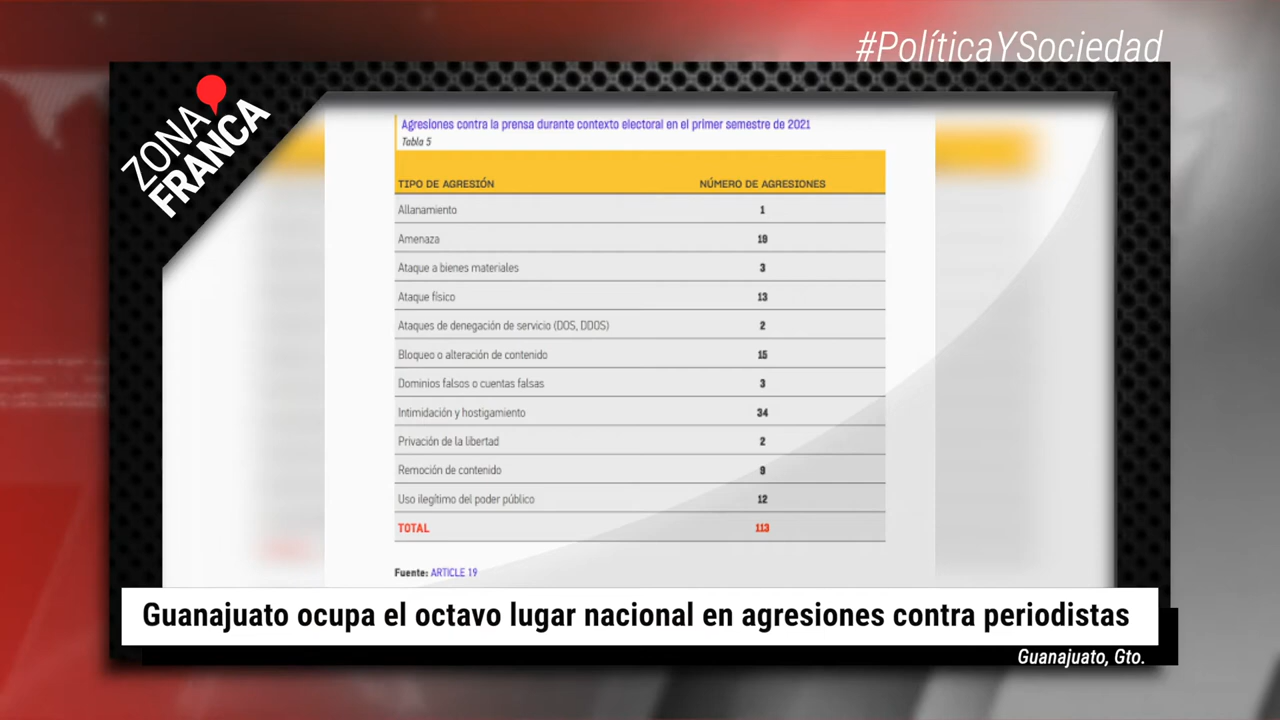 #PolíticaYSociedad
ZONA
FRANCA
Agresiones contra la prensa durante contexto electoral en el primer semestre de 2021
Tabla 5
TIPO DE AGRESIÓN NÚMERO DE AGRESIONES
Allanamiento 1
Amenaza 19
Ataque a bienes materiales 3
Ataque físico 13
Ataques de denegación de servicio (DOS, DDOS) 2
Bloqueo o alteración de contenido 15
Dominios falsos o cuentas falsas 3
Intimidación y hostigamiento 34
Privación de la libertad 2
Remoción de contenido 9
Uso ilegítimo del poder público 12
TOTAL 113
Fuente: ARTICLE 19
Guanajuato ocupa el octavo lugar nacional en agresiones contra periodistas
Guanajuato, Gto.